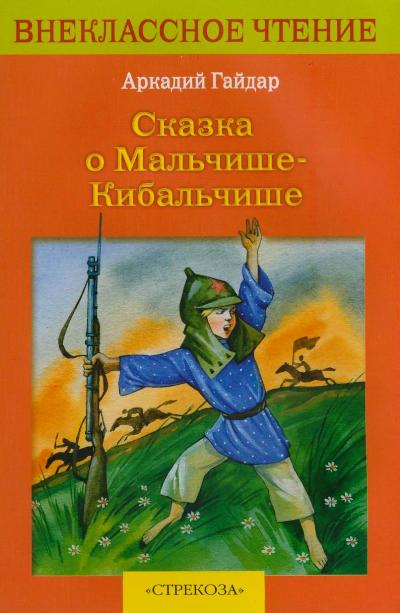 ВНЕКЛАССНОЕ ЧТЕНИЕ
Аркадий Гайдар
Сказка
о Мальчише-
Кибальчише
«СТРЕКОЗА»